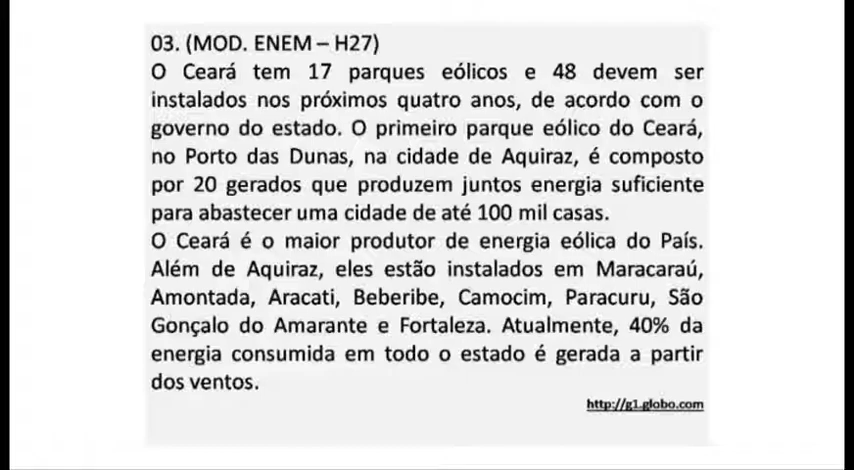 03. (MOD. ENEM – H27)
O Ceará tem 17 parques eólicos e 48 devem ser
instalados nos próximos quatro anos, de acordo com o
governo do estado. O primeiro parque eólico do Ceará,
no Porto das Dunas, na cidade de Aquiraz, é composto
por 20 gerados que produzem juntos energia suficiente
para abastecer uma cidade de até 100 mil casas.
O Ceará é o maior produtor de energia eólica do País.
Além de Aquiraz, eles estão instalados em Maracaraú,
Amontada, Aracati, Beberibe, Camocim, Paracuru, São
Gonçalo do Amarante e Fortaleza. Atualmente, 40% da
energia consumida em todo o estado é gerada a partir
dos ventos.
http://g1.globo.com